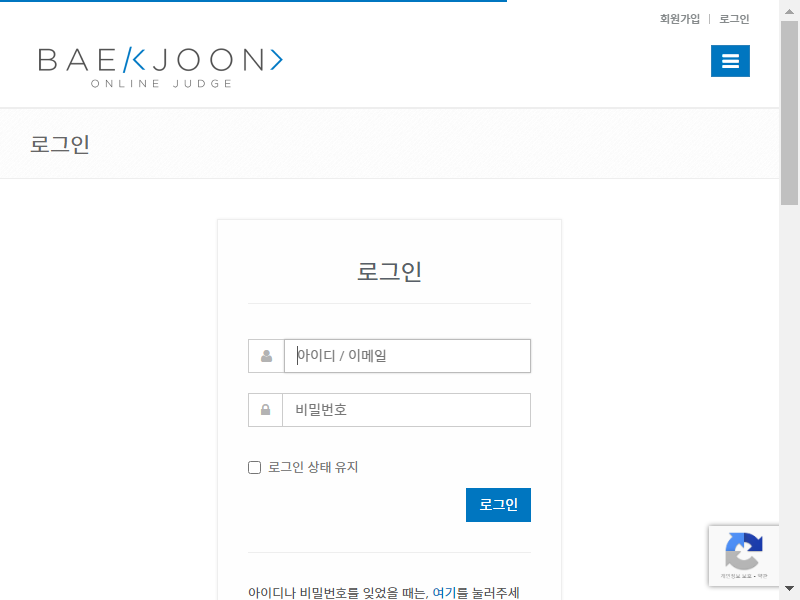 회원가입 | 로그인
BAEKJOON>
ONLINE JUDGE
로그인
로그인
아이디 / 이메일
비밀번호
로그인 상태 유지
로그인
아이디나 비밀번호를 잊었을 때는, 여기를 눌러주세
개인정보 보호 • 약관